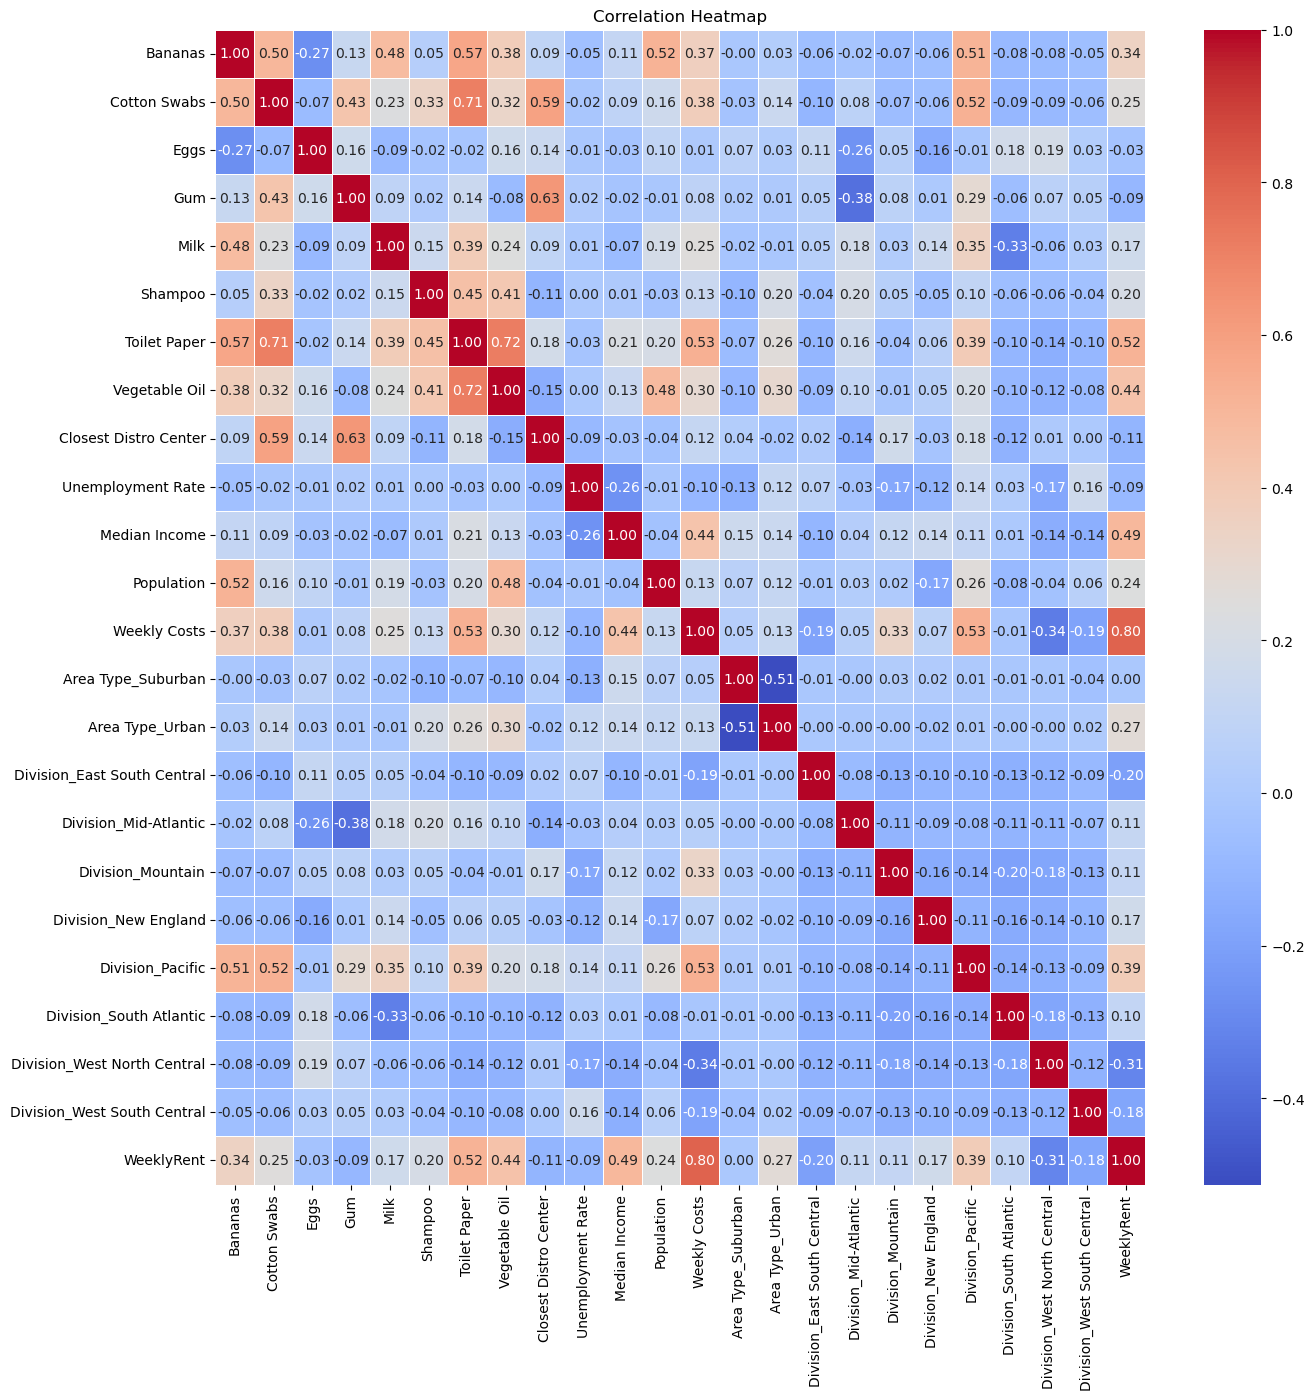 Correlation Heatmap
Bananas 1.00 0.50 -0.27 0.13 0.48 0.05 0.57 0.38 0.09 -0.05 0.11 0.52 0.37 -0.00 0.03 -0.06 -0.02 -0.07 -0.06 0.51 -0.08 -0.08 -0.05 0.34
Cotton Swabs 0.50 1.00 -0.07 0.43 0.23 0.33 0.71 0.32 0.59 -0.02 0.09 0.16 0.38 -0.03 0.14 -0.10 0.08 -0.07 -0.06 0.52 -0.09 -0.09 -0.06 0.25
Eggs -0.27 -0.07 1.00 0.16 -0.09 -0.02 -0.02 0.16 0.14 -0.01 -0.03 0.10 0.01 0.07 0.03 0.11 -0.26 0.05 -0.16 -0.01 0.18 0.19 0.03 -0.03
Gum 0.13 0.43 0.16 1.00 0.09 0.02 0.14 -0.08 0.63 0.02 -0.02 -0.01 0.08 0.02 0.01 0.05 -0.38 0.08 0.01 0.29 -0.06 0.07 0.05 -0.09
Milk 0.48 0.23 -0.09 0.09 1.00 0.15 0.39 0.24 0.09 0.01 -0.07 0.19 0.25 -0.02 -0.01 0.05 0.18 0.03 0.14 0.35 -0.33 -0.06 0.03 0.17
Shampoo 0.05 0.33 -0.02 0.02 0.15 1.00 0.45 0.41 -0.11 0.00 0.01 -0.03 0.13 -0.10 0.20 -0.04 0.20 0.05 -0.05 0.10 -0.06 -0.06 -0.04 0.20
Toilet Paper 0.57 0.71 -0.02 0.14 0.39 0.45 1.00 0.72 0.18 -0.03 0.21 0.20 0.53 -0.07 0.26 -0.10 0.16 -0.04 0.06 0.39 -0.10 -0.14 -0.10 0.52
Vegetable Oil 0.38 0.32 0.16 -0.08 0.24 0.41 0.72 1.00 -0.15 0.00 0.13 0.48 0.30 -0.10 0.30 -0.09 0.10 -0.01 0.05 0.20 -0.10 -0.12 -0.08 0.44
Closest Distro Center 0.09 0.59 0.14 0.63 0.09 -0.11 0.18 -0.15 1.00 -0.09 -0.03 -0.04 0.12 0.04 -0.02 0.02 -0.14 0.17 -0.03 0.18 -0.12 0.01 0.00 -0.11
Unemployment Rate -0.05 -0.02 -0.01 0.02 0.01 0.00 -0.03 0.00 -0.09 1.00 -0.26 -0.01 -0.10 -0.13 0.12 0.07 -0.03 -0.17 -0.12 0.14 0.03 -0.17 0.16 -0.09
Median Income 0.11 0.09 -0.03 -0.02 -0.07 0.01 0.21 0.13 -0.03 -0.26 1.00 -0.04 0.44 0.15 0.14 -0.10 0.04 0.12 0.14 0.11 0.01 -0.14 -0.14 0.49
Population 0.52 0.16 0.10 -0.01 0.19 -0.03 0.20 0.48 -0.04 -0.01 -0.04 1.00 0.13 0.07 0.12 -0.01 0.03 0.02 -0.17 0.26 -0.08 -0.04 0.06 0.24
Weekly Costs 0.37 0.38 0.01 0.08 0.25 0.13 0.53 0.30 0.12 -0.10 0.44 0.13 1.00 0.05 0.13 -0.19 0.05 0.33 0.07 0.53 -0.01 -0.34 -0.19 0.80
Area Type_Suburban -0.00 -0.03 0.07 0.02 -0.02 -0.10 -0.07 -0.10 0.04 -0.13 0.15 0.07 0.05 1.00 -0.51 -0.01 -0.00 0.03 0.02 0.01 -0.01 -0.01 -0.04 0.00
Area Type_Urban 0.03 0.14 0.03 0.01 -0.01 0.20 0.26 0.30 -0.02 0.12 0.14 0.12 0.13 -0.51 1.00 -0.00 -0.00 -0.00 -0.02 0.01 -0.00 -0.00 0.02 0.27
Division_East South Central -0.06 -0.10 0.11 0.05 0.05 -0.04 -0.10 -0.09 0.02 0.07 -0.10 -0.01 -0.19 -0.01 -0.00 1.00 -0.08 -0.13 -0.10 -0.10 -0.13 -0.12 -0.09 -0.20
Division_Mid-Atlantic -0.02 0.08 -0.26 -0.38 0.18 0.20 0.16 0.10 -0.14 -0.03 0.04 0.03 0.05 -0.00 -0.00 -0.08 1.00 -0.11 -0.09 -0.08 -0.11 -0.11 -0.07 0.11
Division_Mountain -0.07 -0.07 0.05 0.08 0.03 0.05 -0.04 -0.01 0.17 -0.17 0.12 0.02 0.33 0.03 -0.00 -0.13 -0.11 1.00 -0.16 -0.14 -0.20 -0.18 -0.13 0.11
Division_New England -0.06 -0.06 -0.16 0.01 0.14 -0.05 0.06 0.05 -0.03 -0.12 0.14 -0.17 0.07 0.02 -0.02 -0.10 -0.09 -0.16 1.00 -0.11 -0.16 -0.14 -0.10 0.17
Division_Pacific 0.51 0.52 -0.01 0.29 0.35 0.10 0.39 0.20 0.18 0.14 0.11 0.26 0.53 0.01 0.01 -0.10 -0.08 -0.14 -0.11 1.00 -0.14 -0.13 -0.09 0.39
Division_South Atlantic -0.08 -0.09 0.18 -0.06 -0.33 -0.06 -0.10 -0.10 -0.12 0.03 0.01 -0.08 -0.01 -0.01 -0.00 -0.13 -0.11 -0.20 -0.16 -0.14 1.00 -0.18 -0.13 0.10
Division_West North Central -0.08 -0.09 0.19 0.07 -0.06 -0.06 -0.14 -0.12 0.01 -0.17 -0.14 -0.04 -0.34 -0.01 -0.00 -0.12 -0.11 -0.18 -0.14 -0.13 -0.18 1.00 -0.12 -0.31
Division_West South Central -0.05 -0.06 0.03 0.05 0.03 -0.04 -0.10 -0.08 0.00 0.16 -0.14 0.06 -0.19 -0.04 0.02 -0.09 -0.07 -0.13 -0.10 -0.09 -0.13 -0.12 1.00 -0.18
WeeklyRent 0.34 0.25 -0.03 -0.09 0.17 0.20 0.52 0.44 -0.11 -0.09 0.49 0.24 0.80 0.00 0.27 -0.20 0.11 0.11 0.17 0.39 0.10 -0.31 -0.18 1.00
Bananas
Cotton Swabs
Eggs
Gum
Milk
Shampoo
Toilet Paper
Vegetable Oil
Closest Distro Center
Unemployment Rate
Median Income
Population
Weekly Costs
Area Type_Suburban
Area Type_Urban
Division_East South Central
Division_Mid-Atlantic
Division_Mountain
Division_New England
Division_Pacific
Division_South Atlantic
Division_West North Central
Division_West South Central
WeeklyRent
1.0
0.8
0.6
0.4
0.2
0.0
−0.2
−0.4